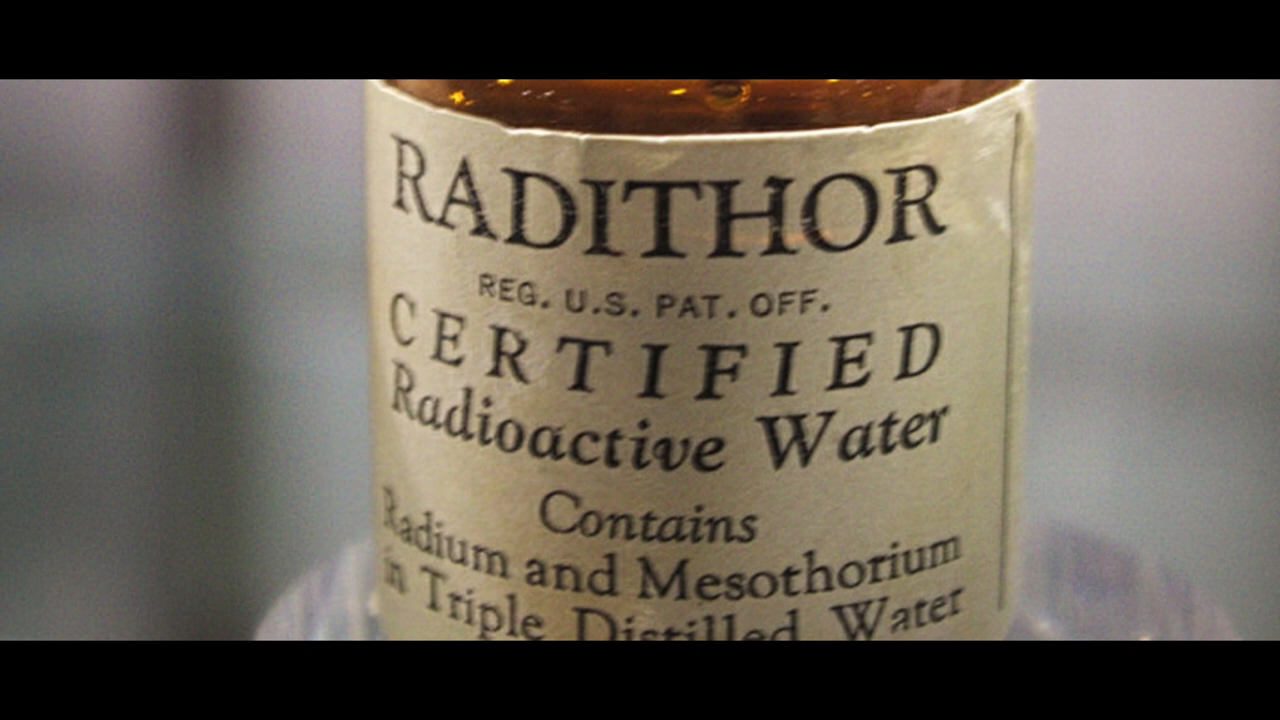 RADITHOR
REG. U.S. PAT. OFF.
CERTIFIED
Radioactive Water
Contains
Radium and Mesothorium
in Triple Distilled Water